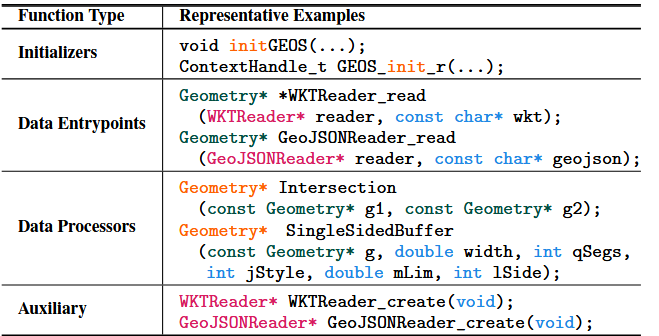 Function Type Representative Examples
Initializers
void initGEOS(...);
ContextHandle_t GEOS_init_r(...);
Data Entrypoints
Geometry* *WKTReader_read
(WKTReader* reader, const char* wkt);
Geometry* GeoJSONReader_read
(GeoJSONReader* reader, const char* geojson);
Data Processors
Geometry* Intersection
(const Geometry* g1, const Geometry* g2);
Geometry* SingleSidedBuffer
(const Geometry* g, double width, int qSegs,
int jStyle, double mLim, int lSide);
Auxiliary
WKTReader* WKTReader_create(void);
GeoJSONReader* GeoJSONReader_create(void);